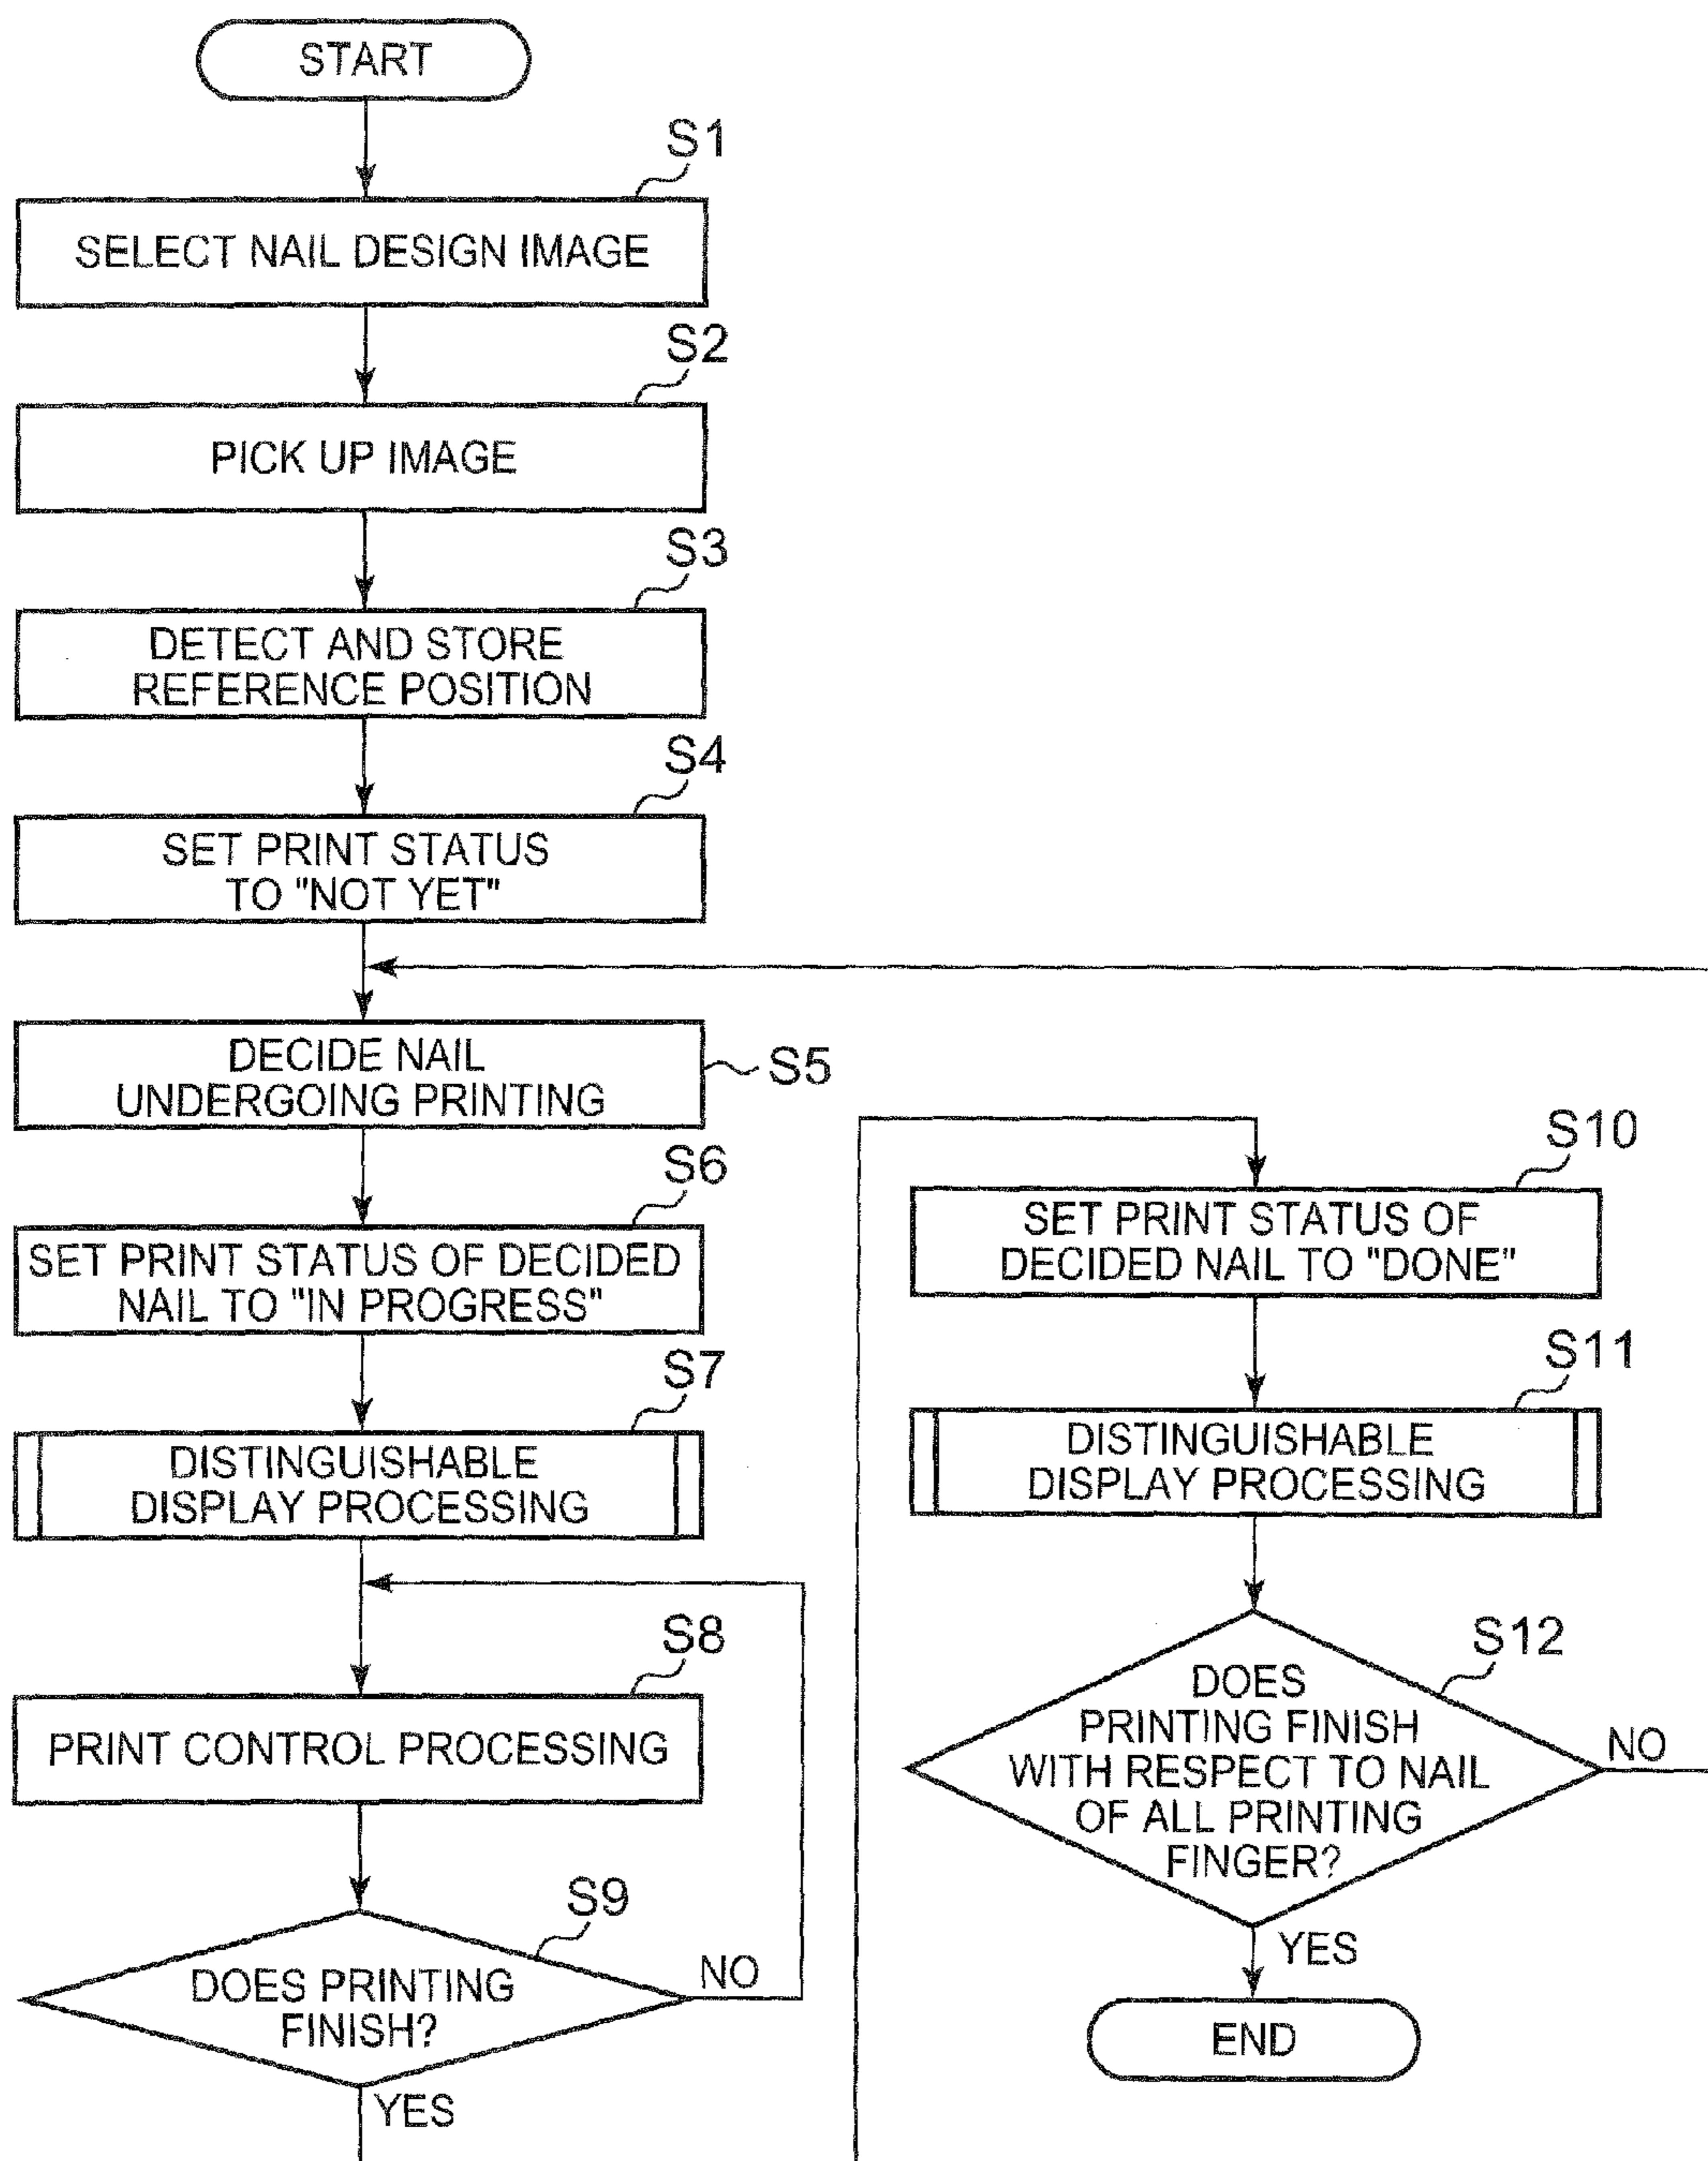 START
S1
SELECT NAIL DESIGN IMAGE
S2
PICK UP IMAGE
S3
DETECT AND STORE
REFERENCE POSITION
S4
SET PRINT STATUS
TO "NOT YET"
DECIDE NAIL
UNDERGOING PRINTING
S5
S6
SET PRINT STATUS OF DECIDED
NAIL TO "IN PROGRESS"
S7
DISTINGUISHABLE
DISPLAY PROCESSING
S8
PRINT CONTROL PROCESSING
S9
DOES PRINTING
FINISH?
NO
YES
S10
SET PRINT STATUS OF
DECIDED NAIL TO "DONE"
S11
DISTINGUISHABLE
DISPLAY PROCESSING
S12
DOES
PRINTING FINISH
WITH RESPECT TO NAIL
OF ALL PRINTING
FINGER?
NO
YES
END